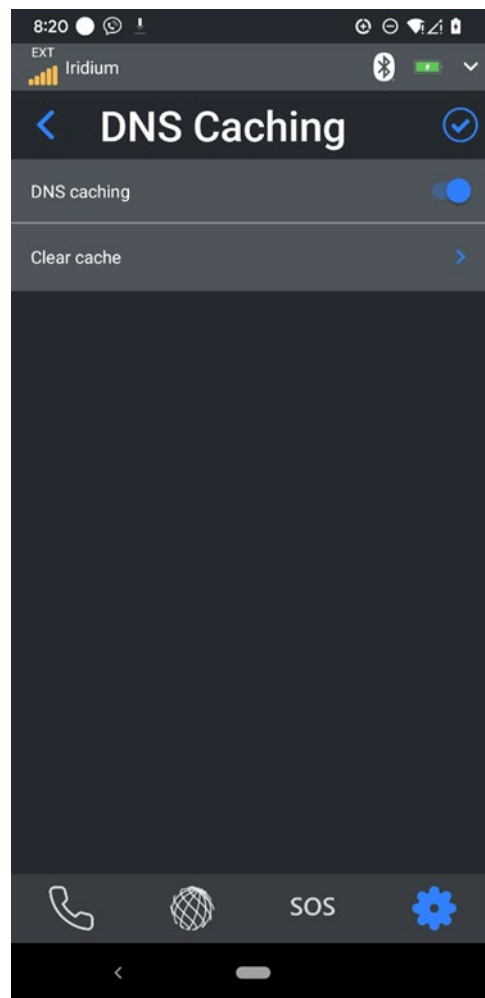 8:20
EXT
Iridium
DNS Caching
DNS caching
Clear cache
SOS